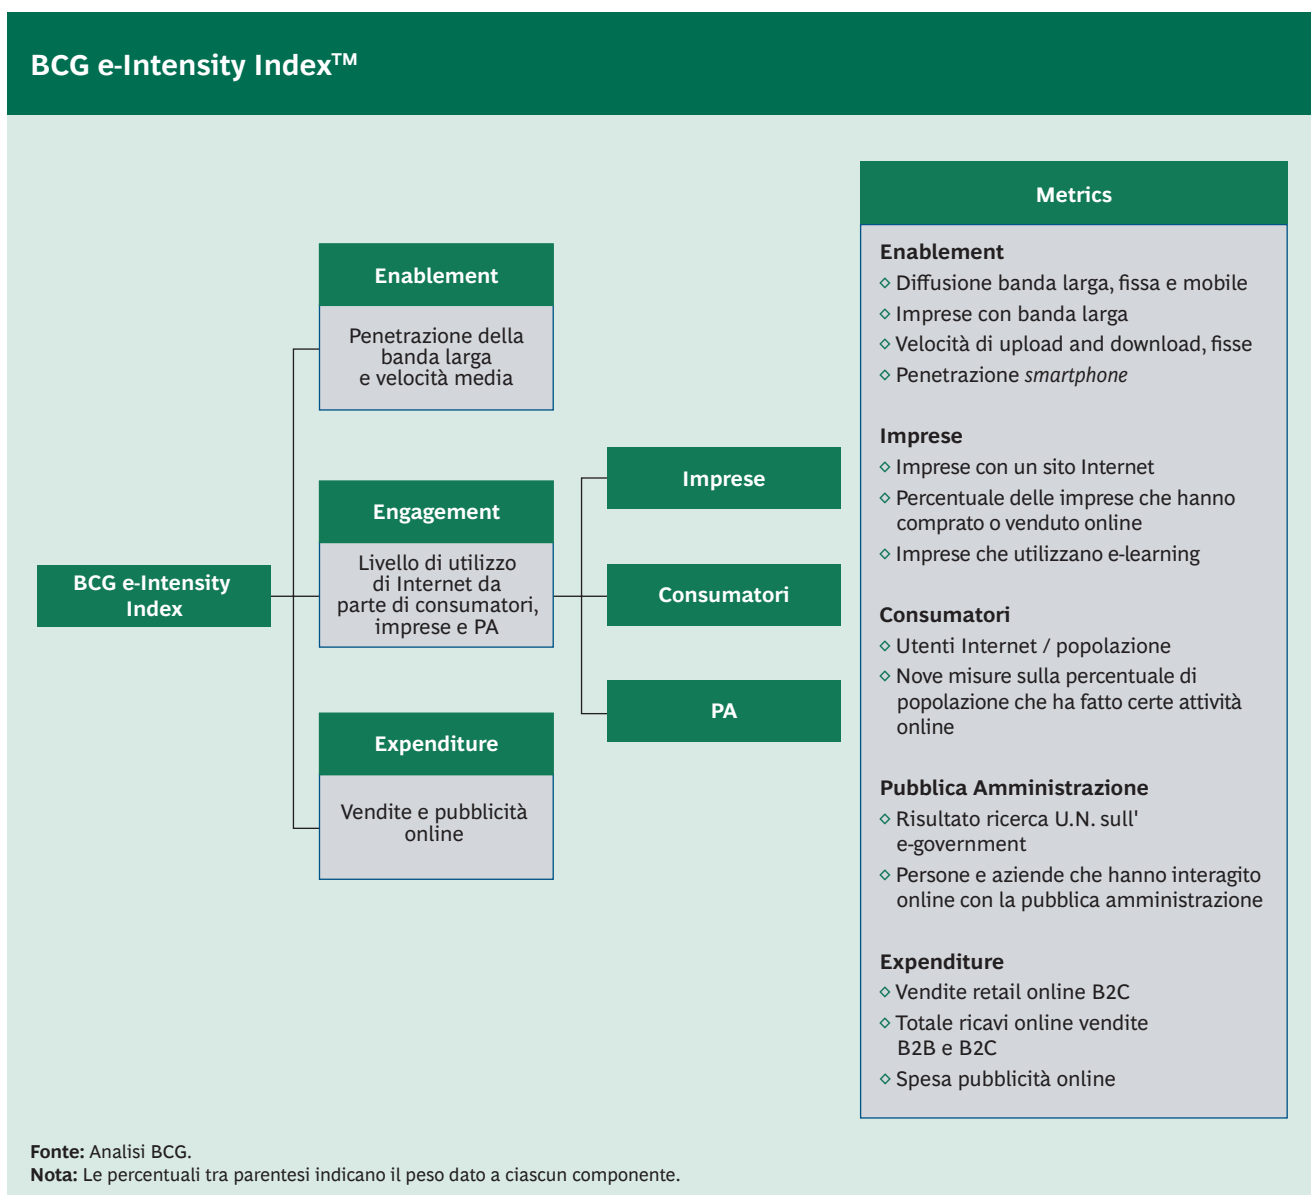 BCG e-Intensity Index™
BCG e-Intensity
Index
Enablement
Penetrazione della
banda larga
e velocità media
Engagement
Livello di utilizzo
di Internet da
parte di consumatori,
imprese e PA
Expenditure
Vendite e pubblicità
online
Imprese
Consumatori
PA
Metrics
Enablement
◇ Diffusione banda larga, fissa e mobile
◇ Imprese con banda larga
◇ Velocità di upload and download, fisse
◇ Penetrazione smartphone
Imprese
◇ Imprese con un sito Internet
◇ Percentuale delle imprese che hanno
comprato o venduto online
◇ Imprese che utilizzano e-learning
Consumatori
◇ Utenti Internet / popolazione
◇ Nove misure sulla percentuale di
popolazione che ha fatto certe attività
online
Pubblica Amministrazione
◇ Risultato ricerca U.N. sull'
e-government
◇ Persone e aziende che hanno interagito
online con la pubblica amministrazione
Expenditure
◇ Vendite retail online B2C
◇ Totale ricavi online vendite
B2B e B2C
◇ Spesa pubblicità online
Fonte: Analisi BCG.
Nota: Le percentuali tra parentesi indicano il peso dato a ciascun componente.